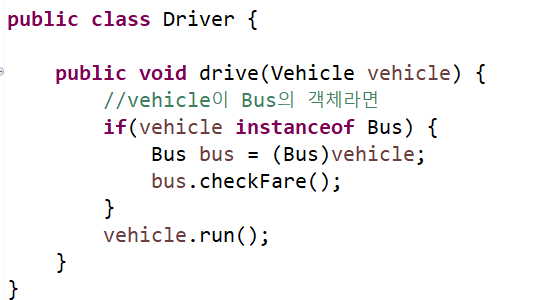 public class Driver {
public void drive(Vehicle vehicle) {
//vehicle이 Bus의 객체라면
if(vehicle instanceof Bus) {
Bus bus = (Bus)vehicle;
bus.checkFare();
}
vehicle.run();
}
}